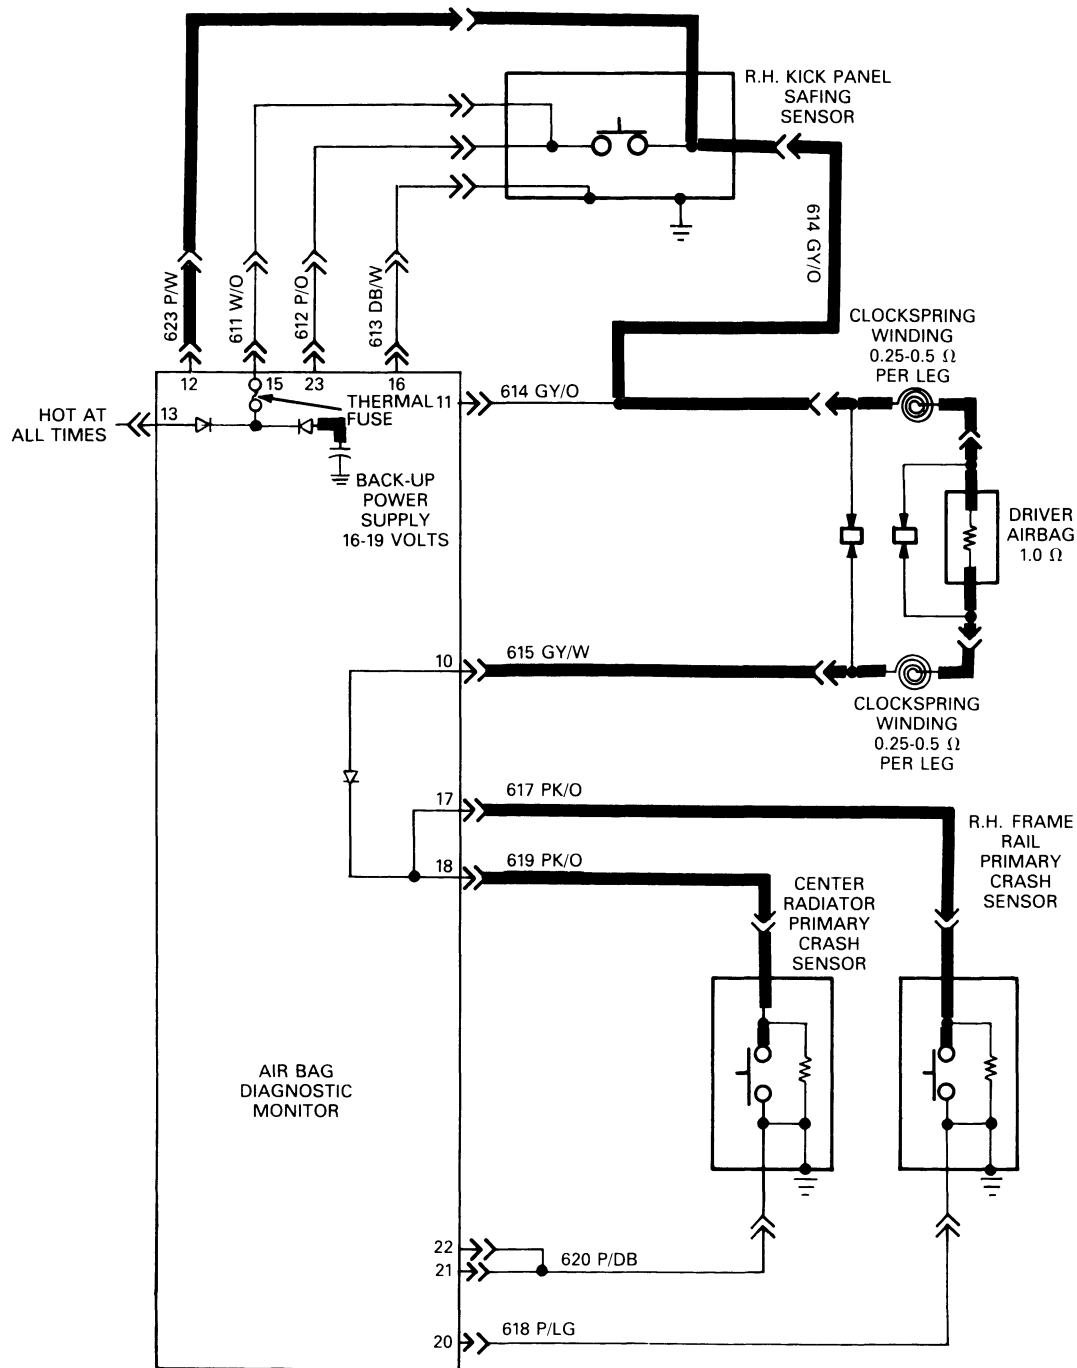 R.H. KICK PANEL
SAFING
SENSOR
623 P/W
611 W/O
612 P/O
613 DB/W
614 GY/O
CLOCKSPRING
WINDING
0.25-0.5 Ω
PER LEG
12
15
23
16
HOT AT
ALL TIMES
13
THERMAL
FUSE
11
614 GY/O
BACK-UP
POWER
SUPPLY
16-19 VOLTS
DRIVER
AIRBAG
1.0 Ω
10
615 GY/W
CLOCKSPRING
WINDING
0.25-0.5 Ω
PER LEG
17
617 PK/O
R.H. FRAME
RAIL
PRIMARY
CRASH
SENSOR
18
619 PK/O
CENTER
RADIATOR
PRIMARY
CRASH
SENSOR
AIR BAG
DIAGNOSTIC
MONITOR
22
21
620 P/DB
20
618 P/LG